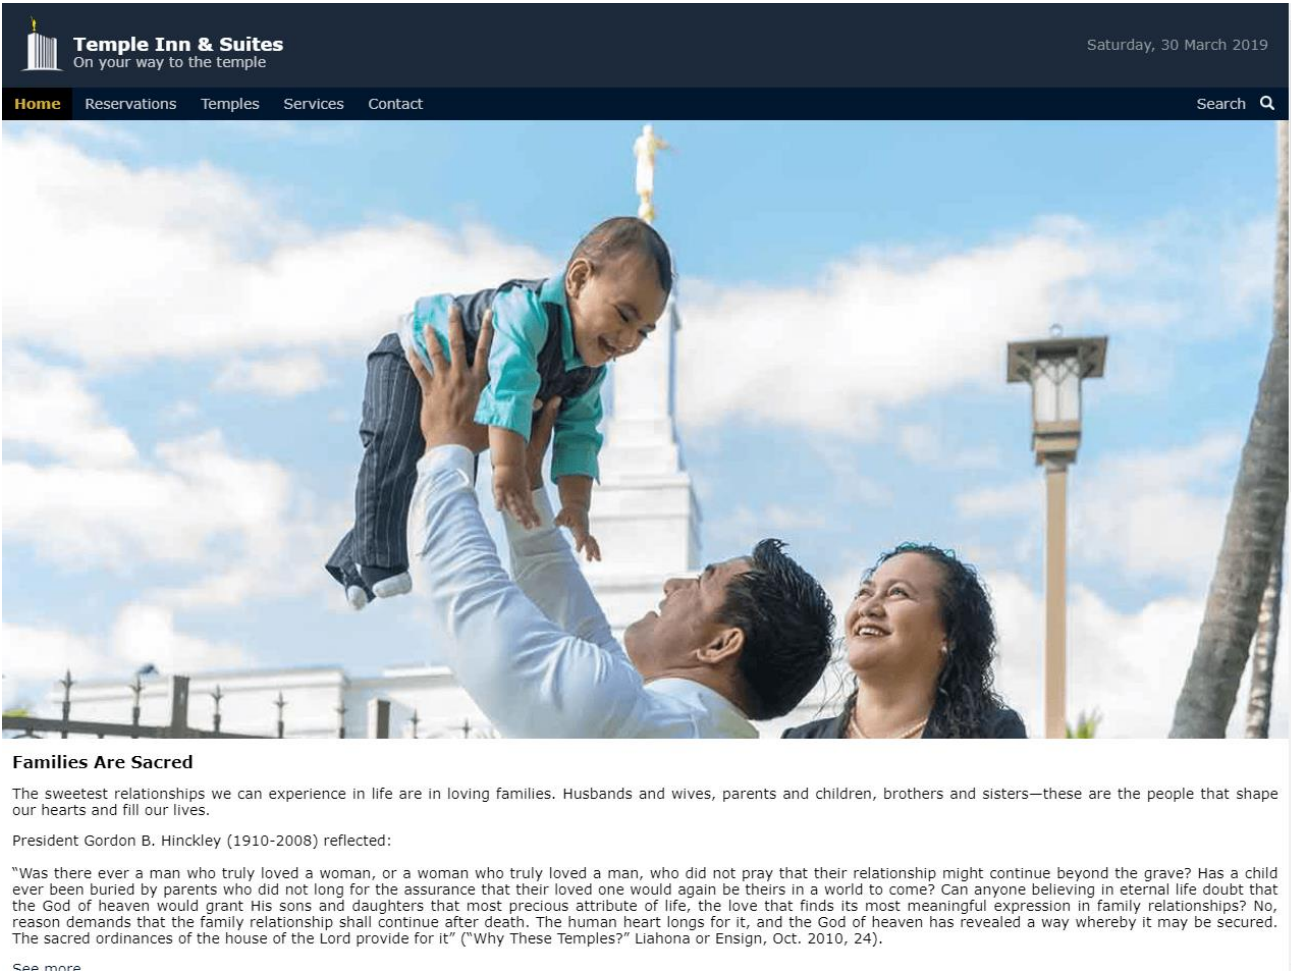 Temple Inn & Suites
On your way to the temple
Saturday, 30 March 2019
Home Reservations Temples Services Contact Search
Families Are Sacred
The sweetest relationships we can experience in life are in loving families. Husbands and wives, parents and children, brothers and sisters—these are the people that shape
our hearts and fill our lives.
President Gordon B. Hinckley (1910-2008) reflected:
“Was there ever a man who truly loved a woman, or a woman who truly loved a man, who did not pray that their relationship might continue beyond the grave? Has a child
ever been buried by parents who did not long for the assurance that their loved one would again be theirs in a world to come? Can anyone believing in eternal life doubt that
the God of heaven would grant His sons and daughters that most precious attribute of life, the love that finds its most meaningful expression in family relationships? No,
reason demands that the family relationship shall continue after death. The human heart longs for it, and the God of heaven has revealed a way whereby it may be secured.
The sacred ordinances of the house of the Lord provide for it” (“Why These Temples?” Liahona or Ensign, Oct. 2010, 24).
See more